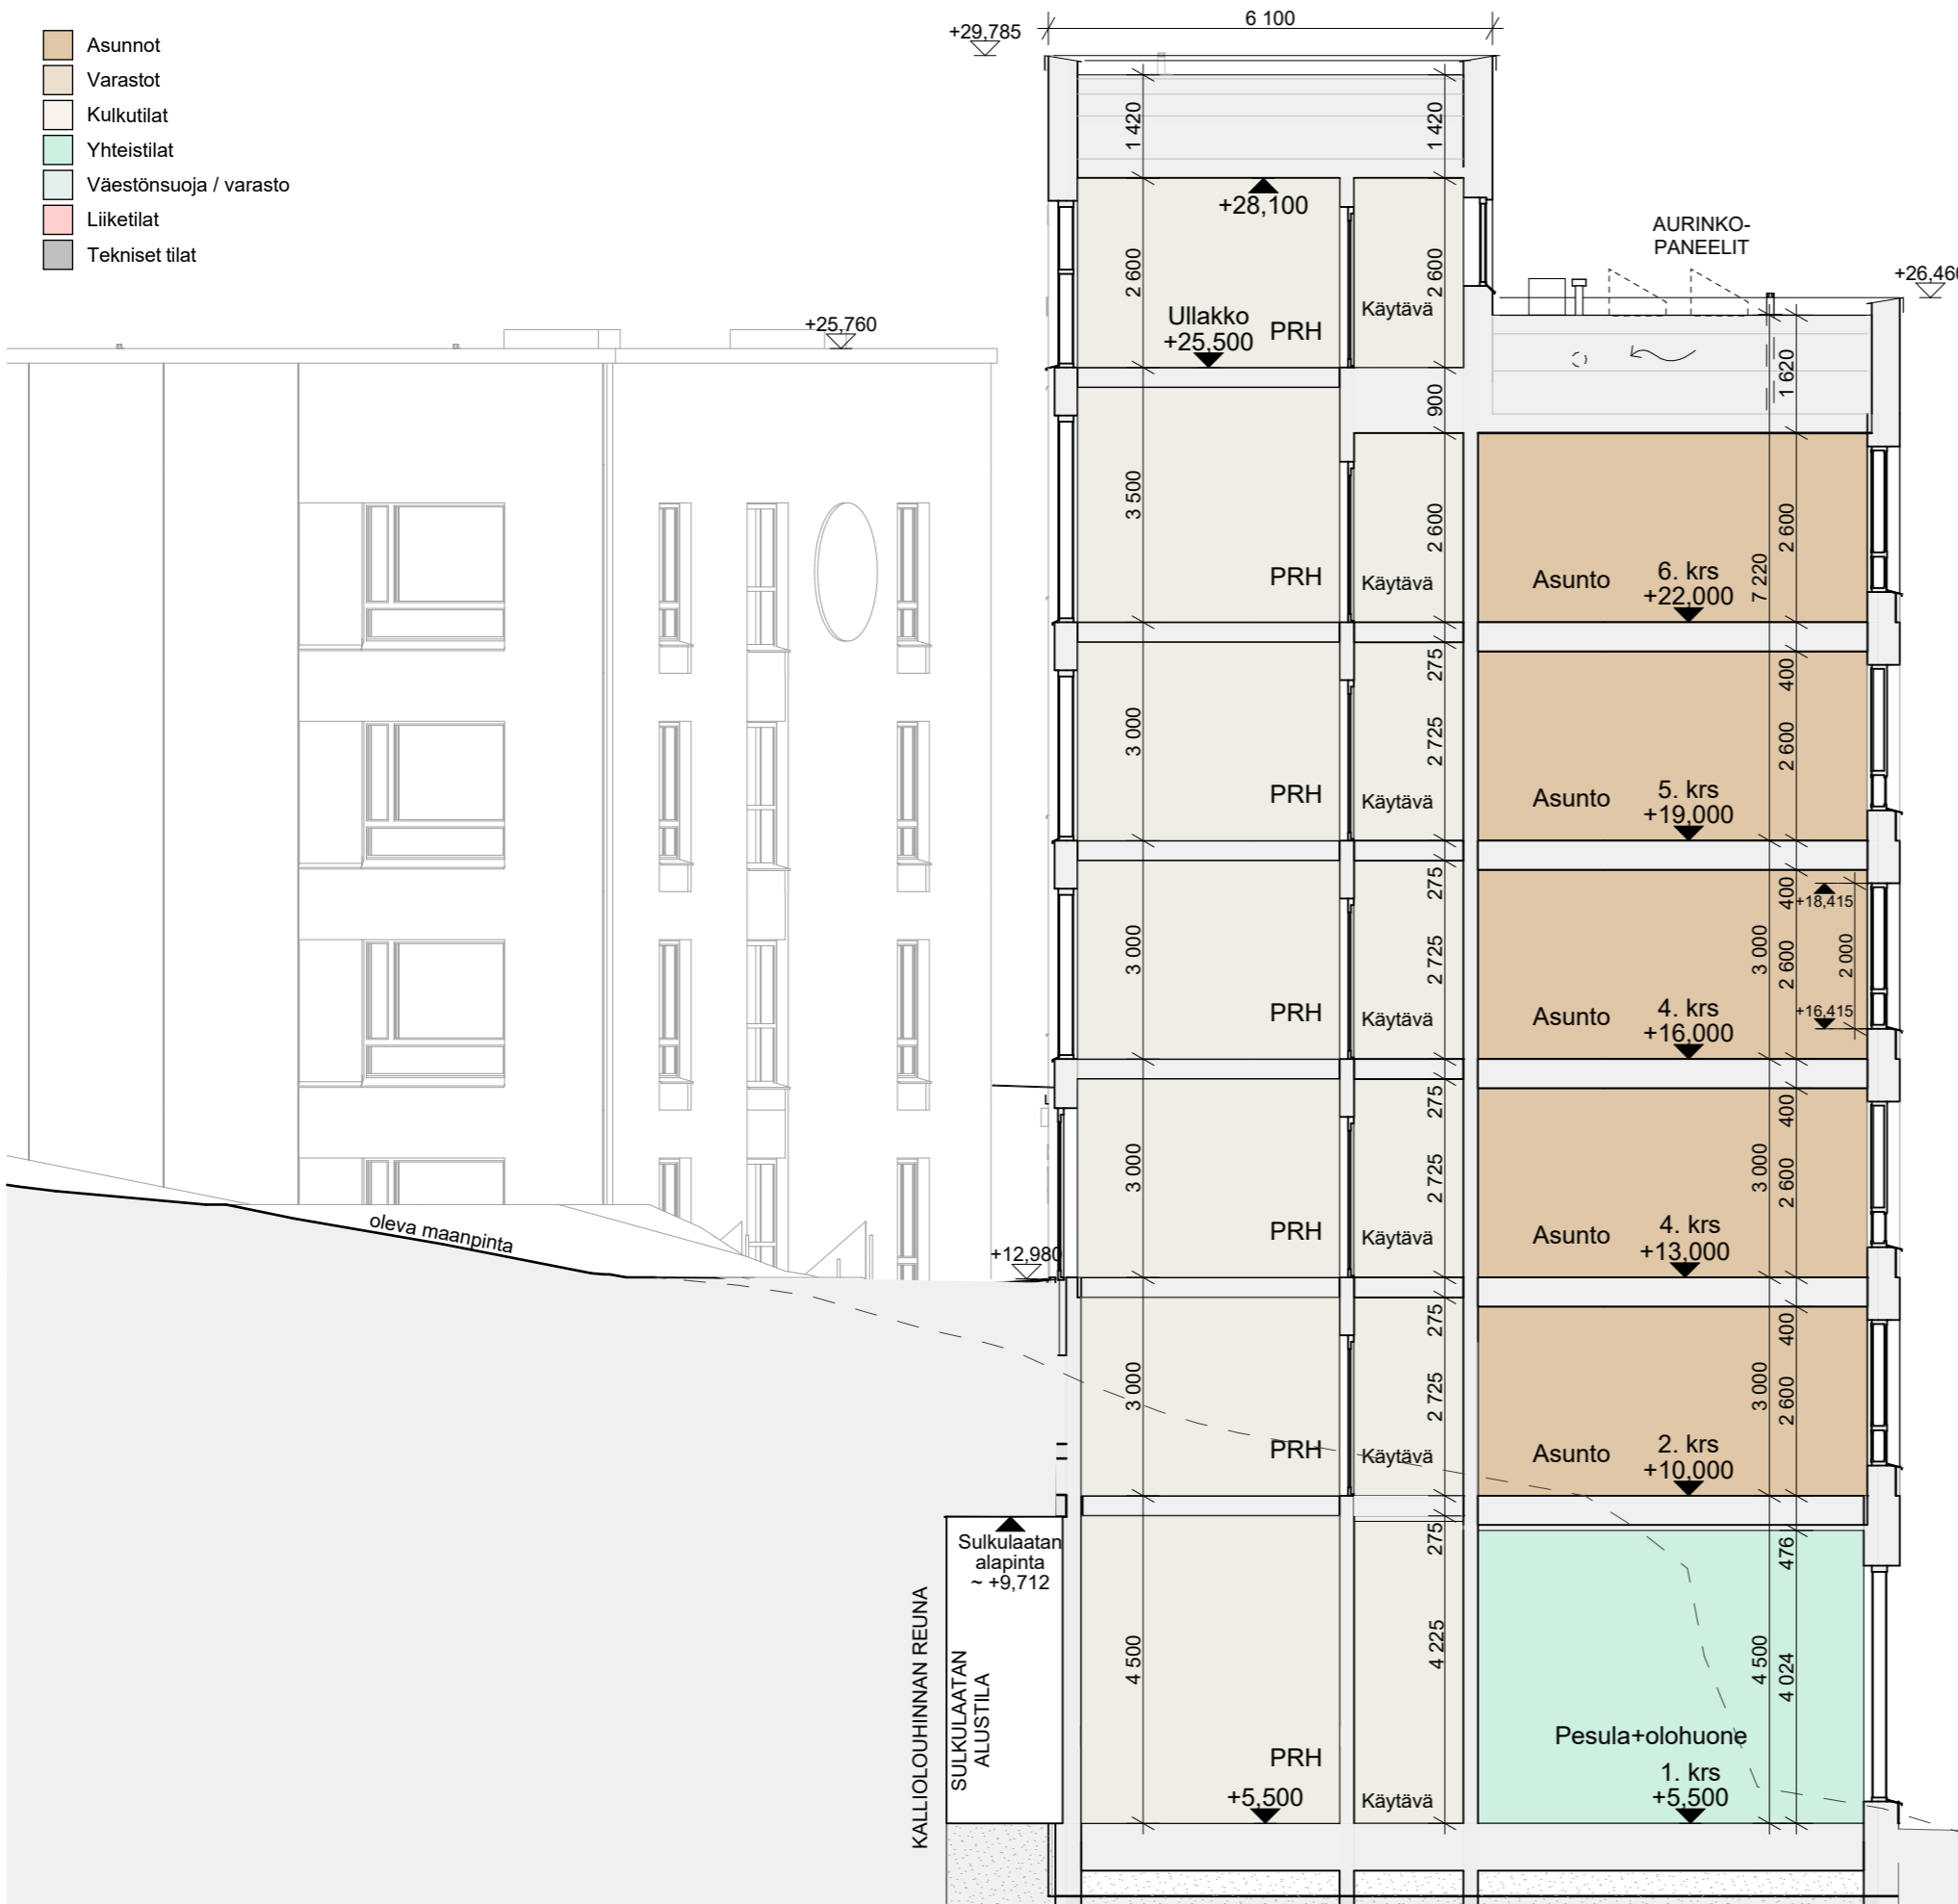 Asunnot
Varastot
Kulkutilat
Yhteistilat
Väestönsuoja / varasto
Liiketilat
Tekniset tilat
6 100
+29,785
1 420
1 420
+28,100
2 600
2 600
Ullakko
+25,500
PRH
Käytävä
AURINKO-
PANEELIT
+26,460
+25,760
1 620
900
3 500
PRH
2 600
Käytävä
Asunto
6. krs
+22,000
7 220
2 600
275
400
3 000
PRH
2 725
Käytävä
Asunto
5. krs
+19,000
2 600
275
400
+18,415
3 000
PRH
2 725
Käytävä
Asunto
4. krs
+16,000
3 000
2 600
2 000
+16,415
275
400
3 000
PRH
2 725
Käytävä
Asunto
4. krs
+13,000
3 000
2 600
oleva maanpinta
+12,980
275
400
3 000
PRH
2 725
Käytävä
Asunto
2. krs
+10,000
3 000
2 600
Sulkulaatan
alapinta
~ +9,712
KALLIOLOUHINNAN REUNA
SULKULAATAN
ALUSTILA
275
476
4 500
PRH
+5,500
4 225
Käytävä
Pesula+olohuone
1. krs
+5,500
4 500
4 024